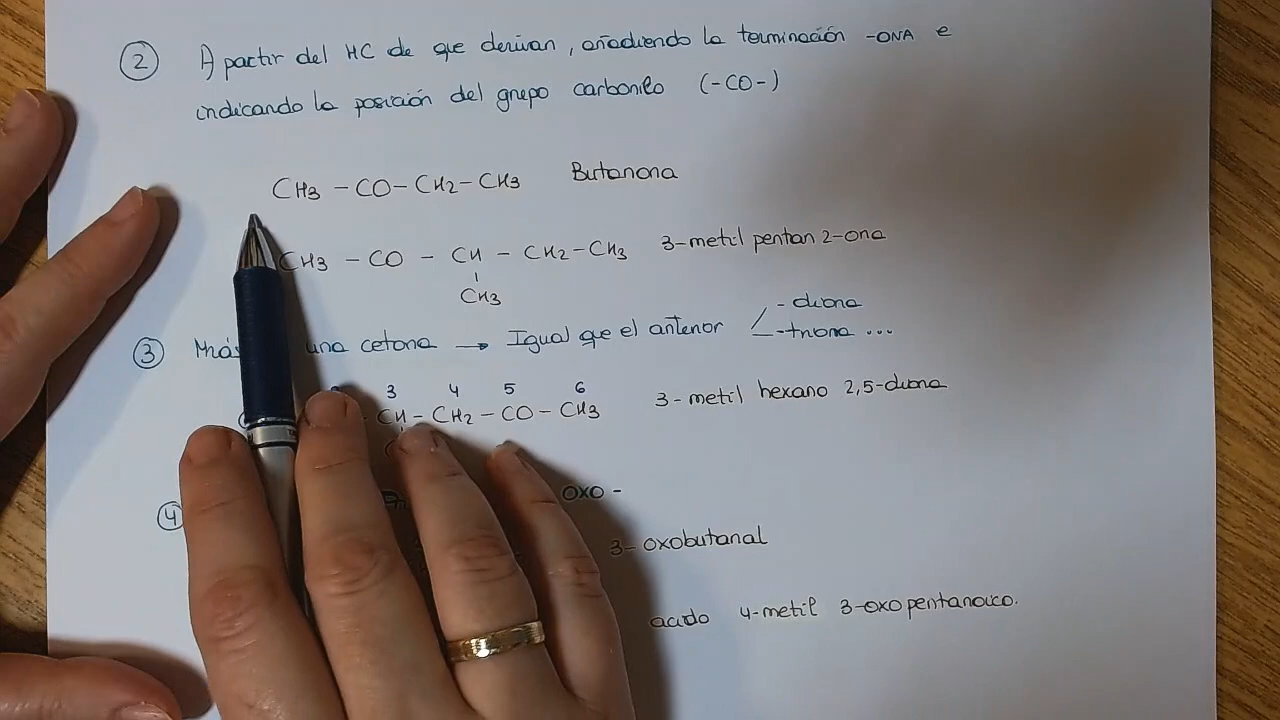 2 A partir del HC de que derivan, añadiendo la terminación -ONA e
indicando la posición del grupo carbonilo (-CO-)
CH3 - CO - CH2 - CH3 Butanona
CH3 - CO - CH - CH2 - CH3 3-metil pentan 2-ona
CH3
3 Más una cetona → Igual que el anterior - diona
- triona ...
3 4 5 6
CH - CH2 - CO - CH3 3-metil hexano 2,5-diona
4 OXO -
3-oxobutanal
acido 4-metil 3-oxopentanoico.